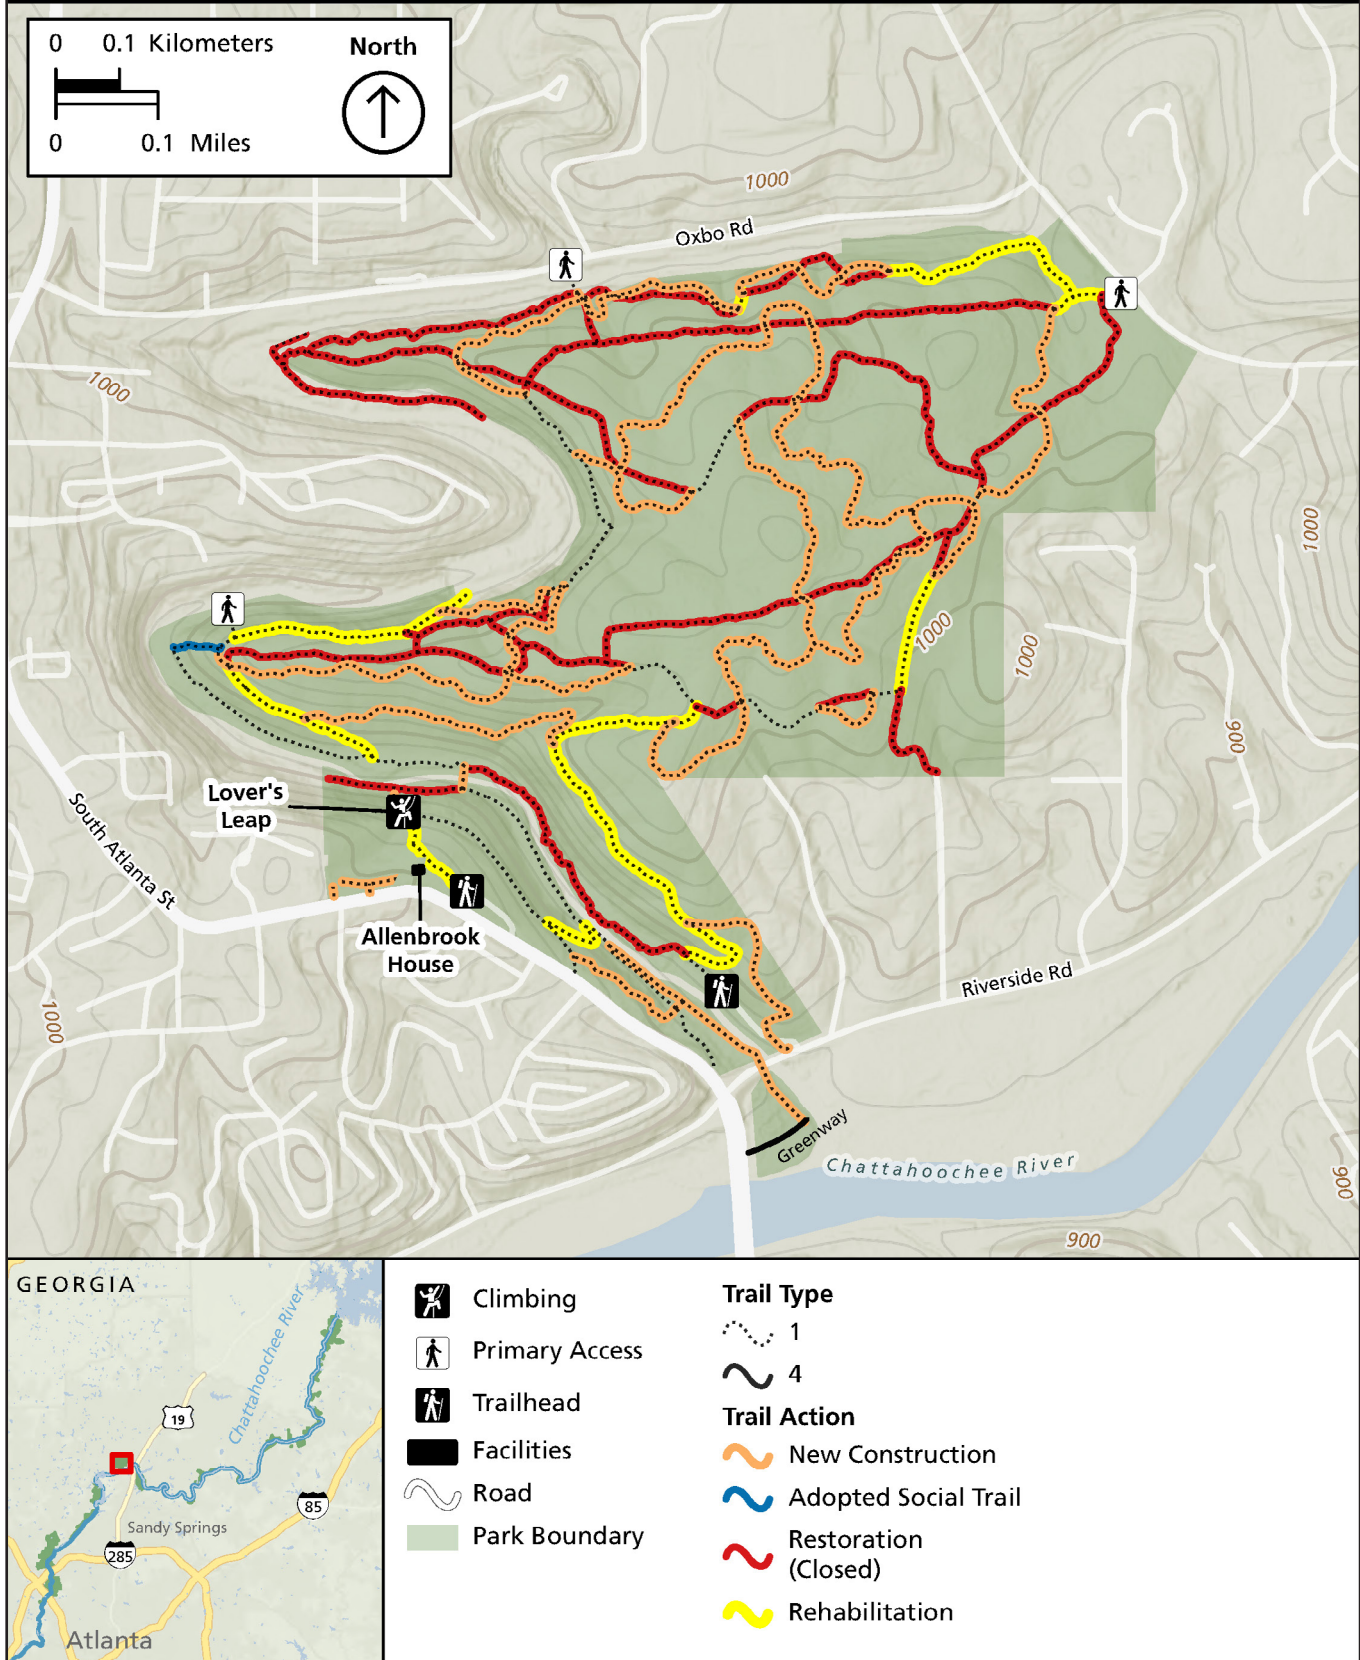 0 0.1 Kilometers
North
0 0.1 Miles
1000
Oxbo Rd
1000
1000
1000
1000
900
Lover's
Leap
South Atlanta St
Allenbrook
House
Riverside Rd
1000
Greenway
Chattahoochee River
900
900
GEORGIA
Chattahoochee River
19
85
Sandy Springs
285
Atlanta
Climbing
Primary Access
Trailhead
Facilities
Road
Park Boundary
Trail Type
1
4
Trail Action
New Construction
Adopted Social Trail
Restoration
(Closed)
Rehabilitation